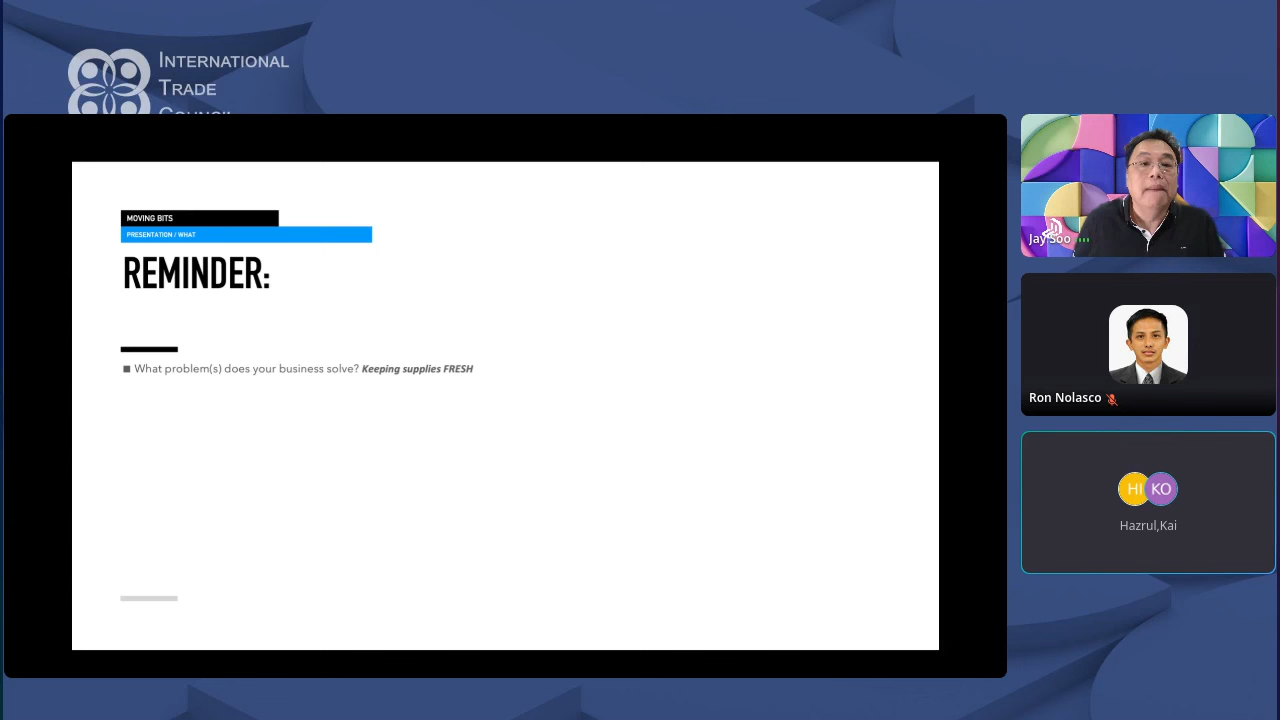 INTERNATIONAL
TRADE
COUNCIL
MOVING BITS
PRESENTATION / WHAT
REMINDER:
What problem(s) does your business solve? Keeping supplies FRESH
Jay Soo
Ron Nolasco
HI KO
Hazrul,Kai